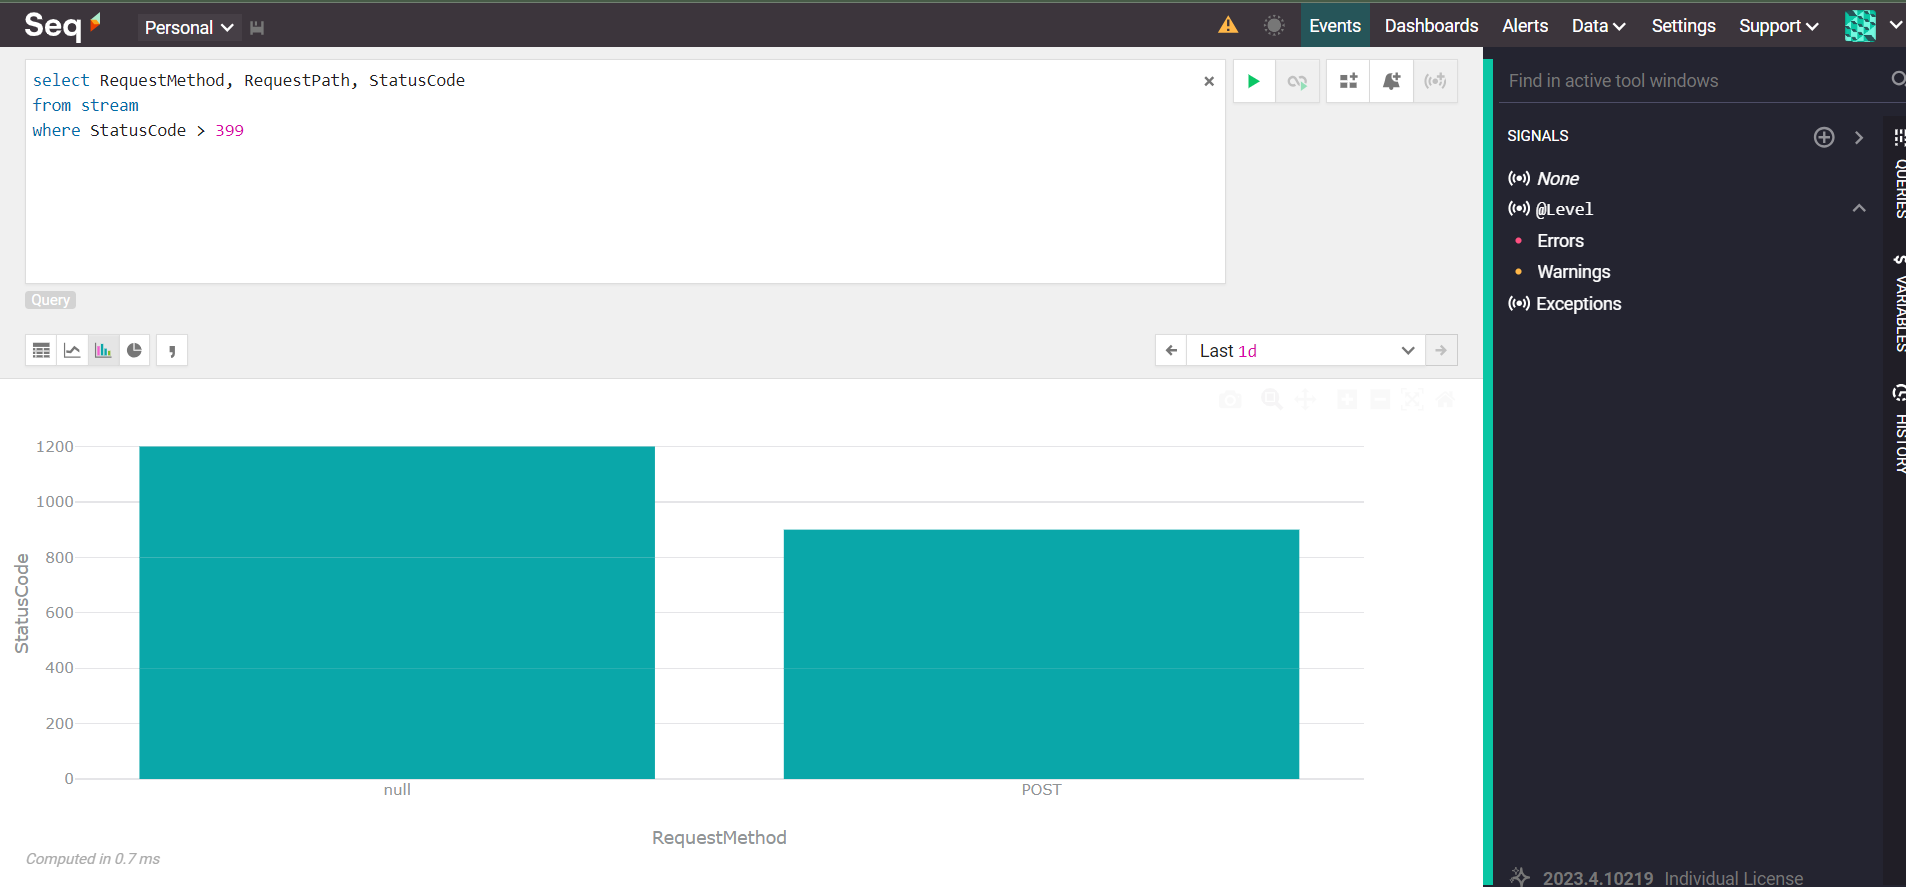 Seq
Personal
Events
Dashboards
Alerts
Data
Settings
Support
select RequestMethod, RequestPath, StatusCode
from stream
where StatusCode > 399
Query
Last 1d
1200
1000
800
600
400
200
0
StatusCode
null
POST
RequestMethod
Computed in 0.7 ms
Find in active tool windows
SIGNALS
None
@Level
Errors
Warnings
Exceptions
QUERIES
$ VARIABLES
HISTORY
2023.4.10219 Individual License